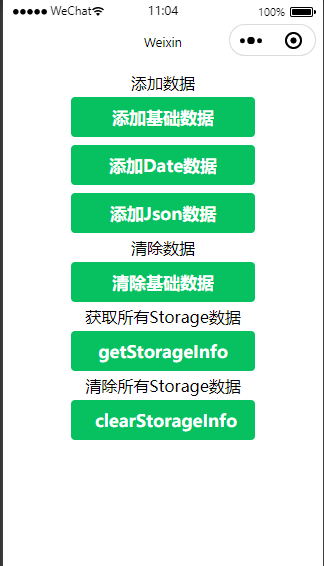 WeChat 11:04 100%
Weixin
添加数据
添加基础数据
添加Date数据
添加Json数据
清除数据
清除基础数据
获取所有Storage数据
getStorageInfo
清除所有Storage数据
clearStorageInfo